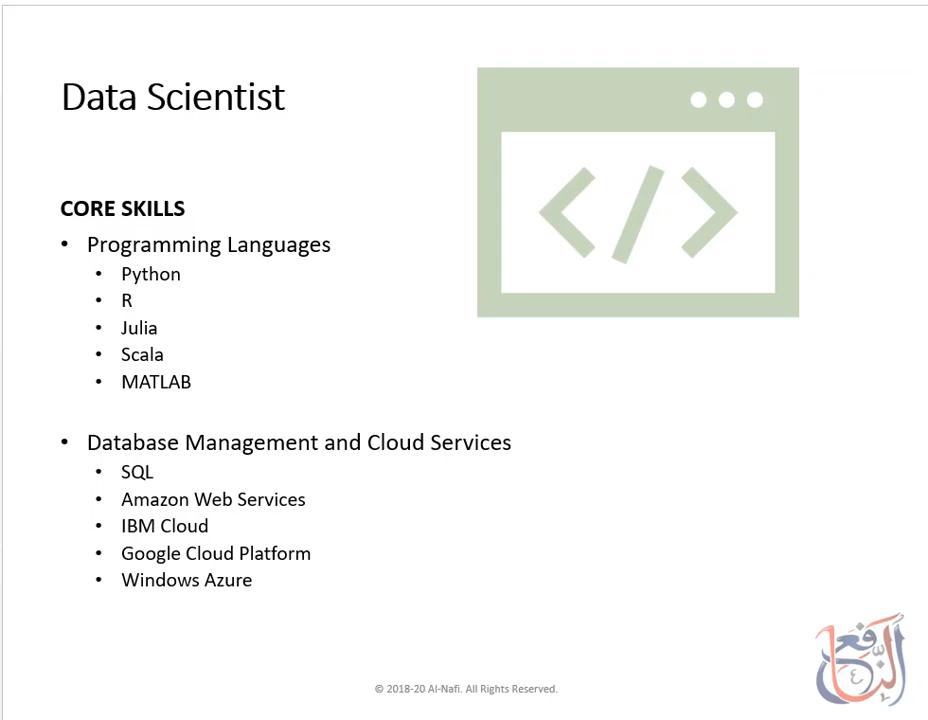 Data Scientist
</>
CORE SKILLS
• Programming Languages
• Python
• R
• Julia
• Scala
• MATLAB
• Database Management and Cloud Services
• SQL
• Amazon Web Services
• IBM Cloud
• Google Cloud Platform
• Windows Azure
النافع
© 2018-20 Al-Nafi. All Rights Reserved.